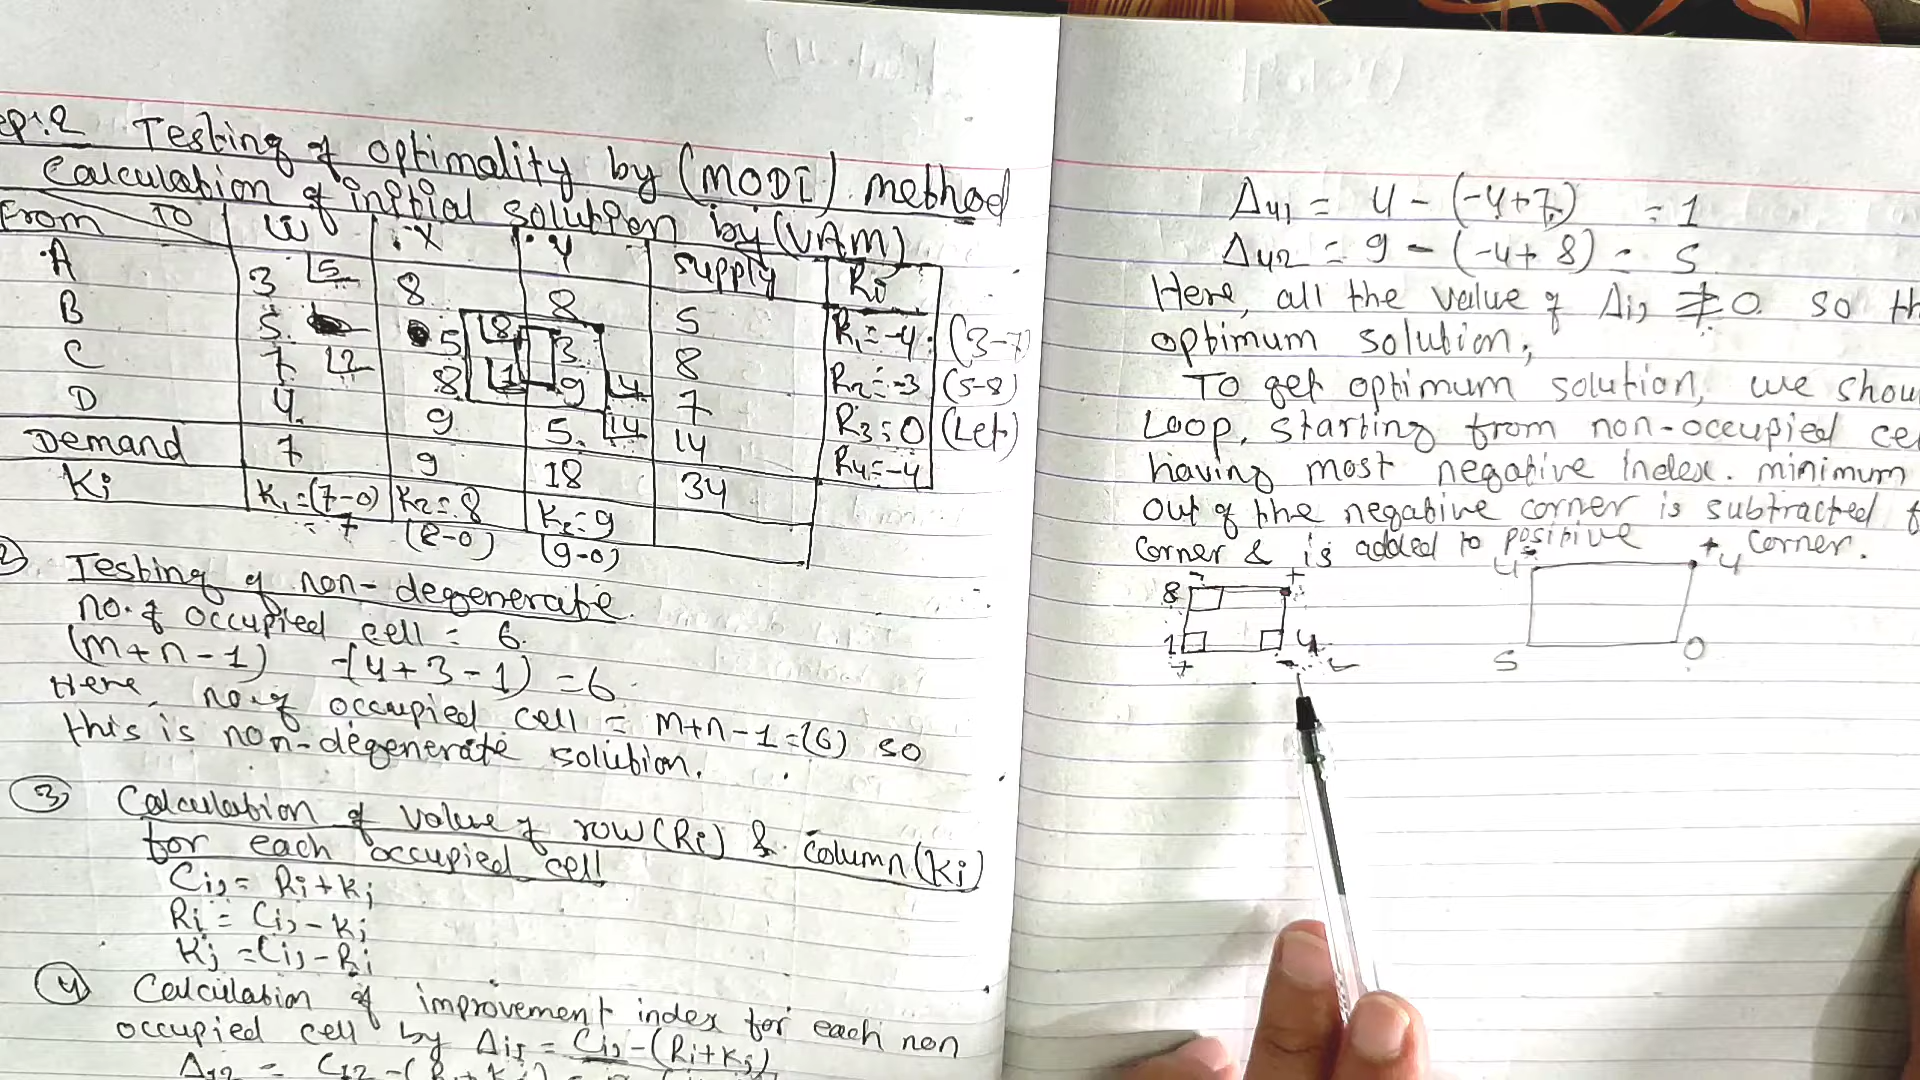 ep:2 Testing of optimality by (MODI) method
Calculation of initial solution by (VAM)
From TO W X Y supply Ri
A 3 5 8 8 5 R1=-4 (3-7
B 5 5 8 3 8 R2=-3 (5-8)
C 7 2 8 1 9 4 7 R3=0 (Let)
D 4 9 5 14 14 R4=-4
Demand 7 9 18 34
Kj K1=(7-0) K2=8 K2=9
=7 (8-0) (9-0)
2 Testing of non-degenerate
no. of occupied cell = 6.
(m+n-1) -(4+3-1) =6
Here, no. of occupied cell = m+n-1=(6) so
this is non-degenerate solution.
3 Calculation of value of row (Ri) & column (Kj)
for each occupied cell
Cij = Ri+Kj
Ri = Cij - Kj
Kj = Cij - Ri
4 Calculation of improvement index for each non
occupied cell by Δij = Cij -(Ri+Kj)
Δ12 = C12 -(
Δ41 = 4 - (-4+7) = 1
Δ42 = 9 - (-4+8) = 5
Here, all the value of Δij ≱ 0 so th
optimum solution,
To get optimum solution, we shou
Loop, starting from non-occupied ce
having most negative index. minimum
out of the negative corner is subtracted f
corner & is added to positive corner.
- + 4 + 4
8
1 4
+ - 5 0